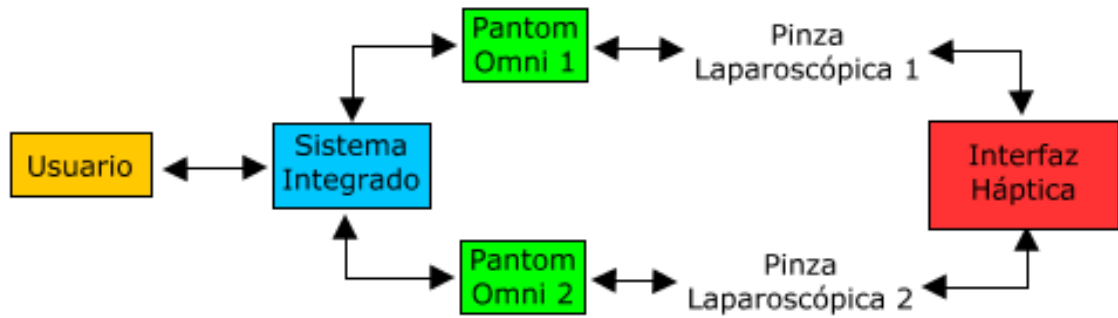 Pantom
Omni 1
Pinza
Laparoscópica 1
Usuario
Sistema
Integrado
Interfaz
Háptica
Pantom
Omni 2
Pinza
Laparoscópica 2